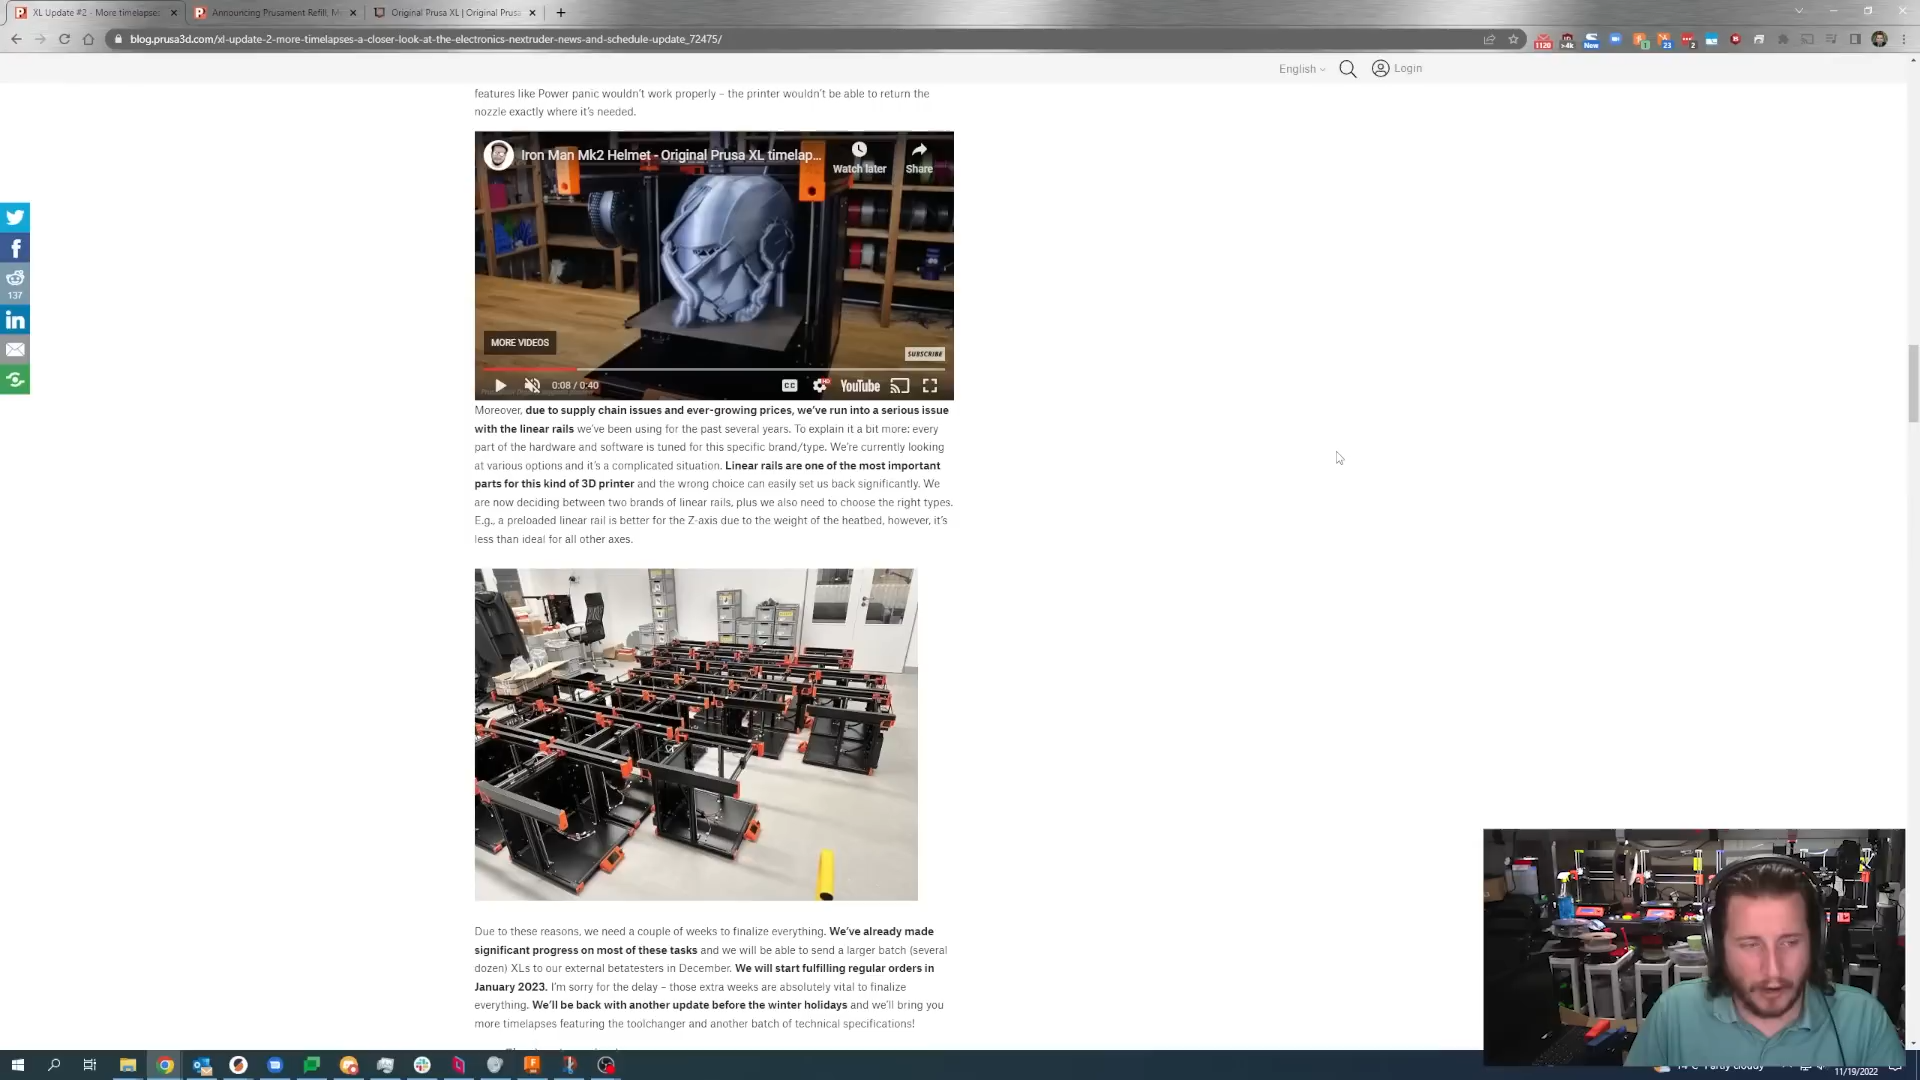 XL Update #2 - More timelapses
Announcing Prusament Refill, M
Original Prusa XL | Original Prus
blog.prusa3d.com/xl-update-2-more-timelapses-a-closer-look-at-the-electronics-nextruder-news-and-schedule-update_72475/
1120
>4k
New
1
23
2
English
Login
features like Power panic wouldn't work properly – the printer wouldn't be able to return the
nozzle exactly where it's needed.
Iron Man Mk2 Helmet - Original Prusa XL timelap...
Watch later
Share
MORE VIDEOS
SUBSCRIBE
0:08 / 0:40
CC
HD
YouTube
137
Moreover, due to supply chain issues and ever-growing prices, we've run into a serious issue
with the linear rails we've been using for the past several years. To explain it a bit more: every
part of the hardware and software is tuned for this specific brand/type. We're currently looking
at various options and it's a complicated situation. Linear rails are one of the most important
parts for this kind of 3D printer and the wrong choice can easily set us back significantly. We
are now deciding between two brands of linear rails, plus we also need to choose the right types.
E.g., a preloaded linear rail is better for the Z-axis due to the weight of the heatbed, however, it's
less than ideal for all other axes.
Due to these reasons, we need a couple of weeks to finalize everything. We've already made
significant progress on most of these tasks and we will be able to send a larger batch (several
dozen) XLs to our external betatesters in December. We will start fulfilling regular orders in
January 2023. I'm sorry for the delay – those extra weeks are absolutely vital to finalize
everything. We'll be back with another update before the winter holidays and we'll bring you
more timelapses featuring the toolchanger and another batch of technical specifications!
Partly cloudy
11/19/2022